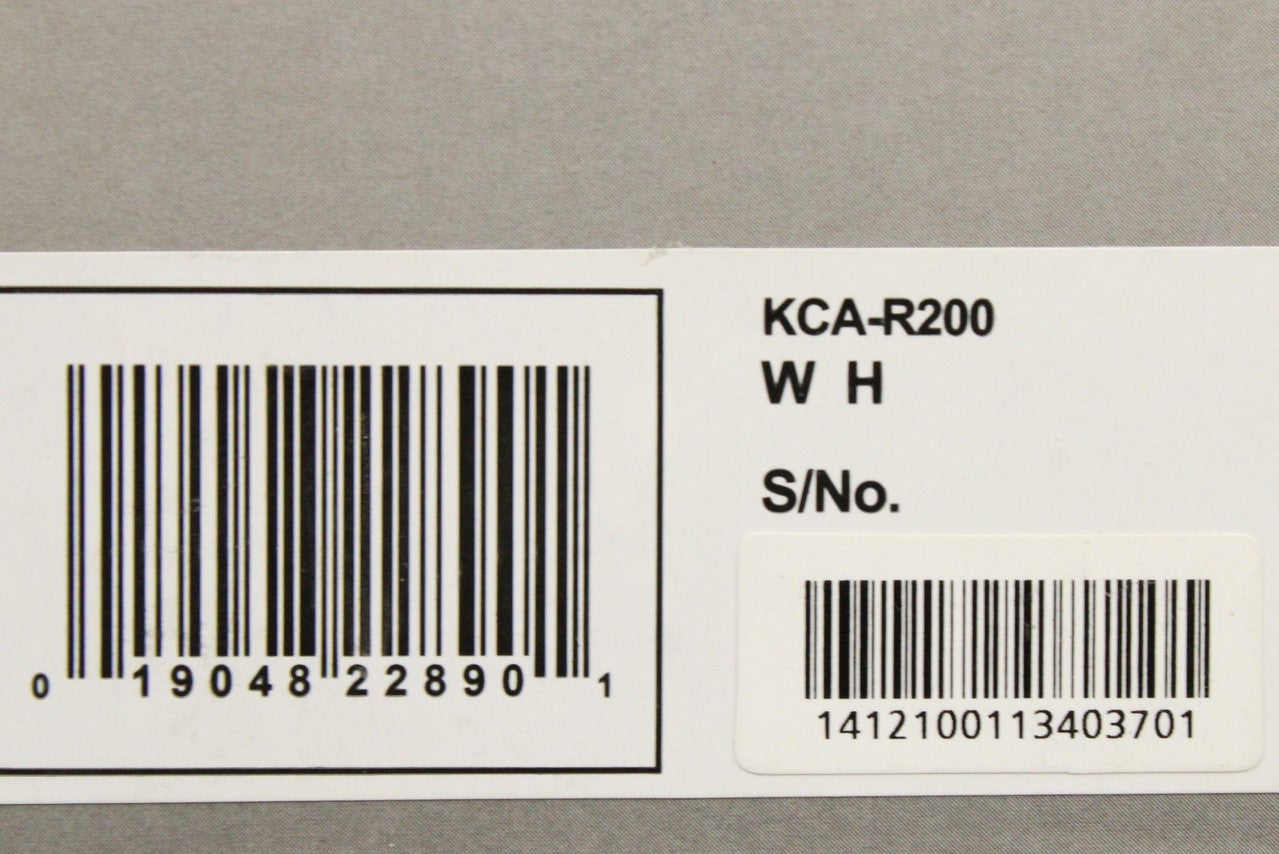 KCA-R200
W H
S/No.
0 19048 22890 1
1412100113403701